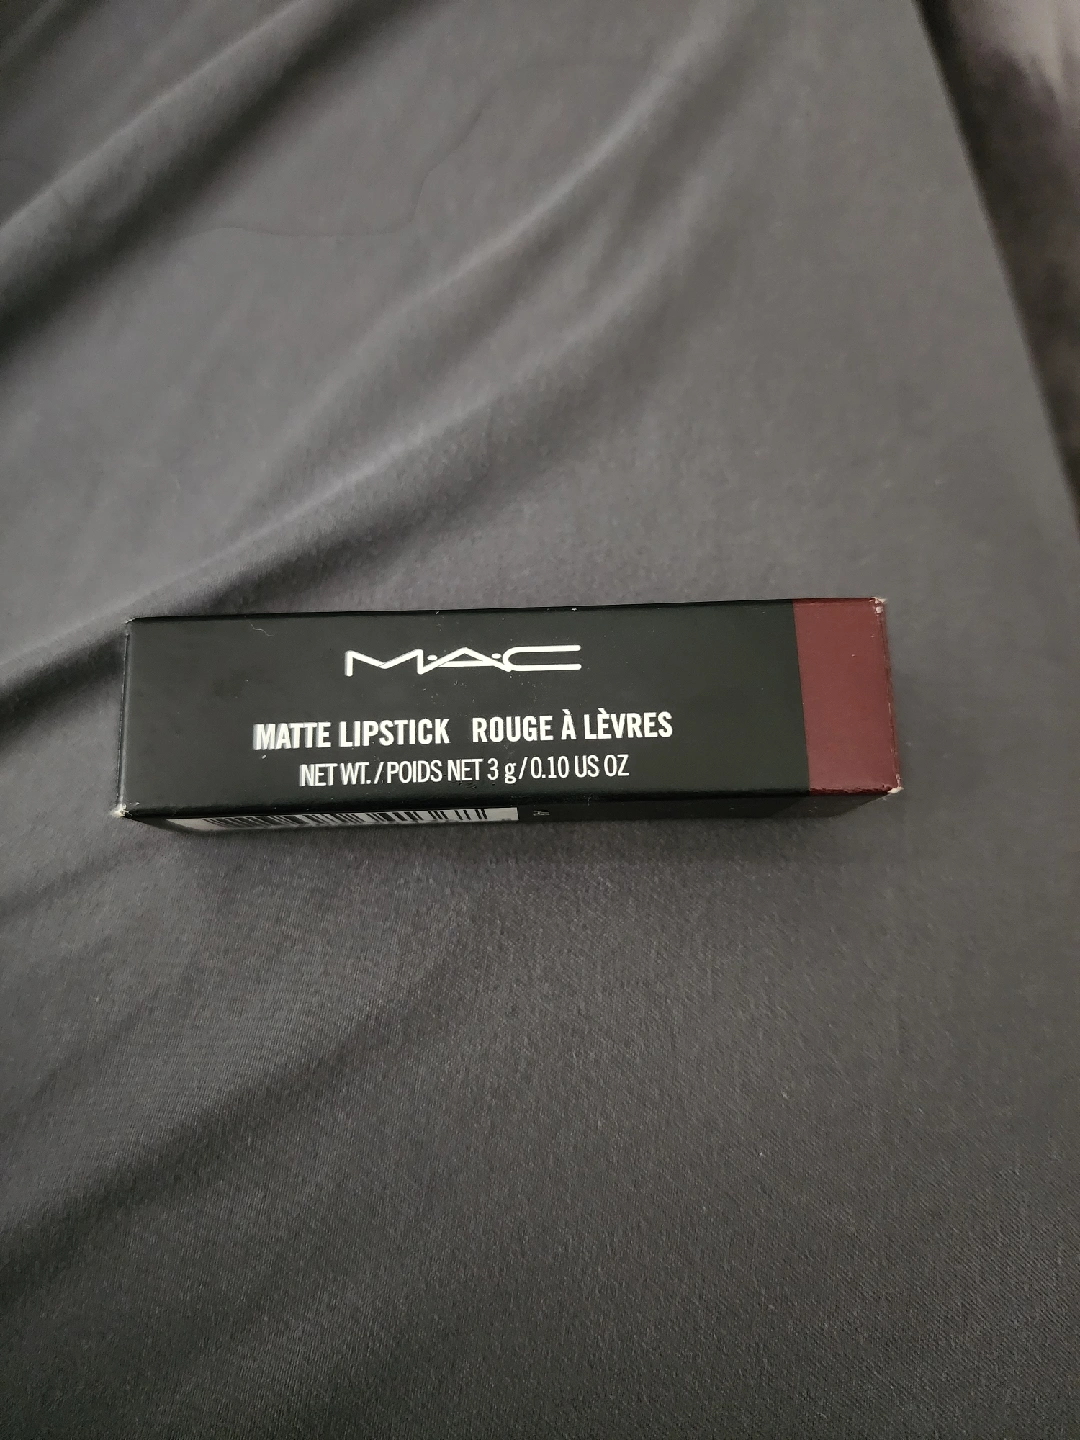 M·A·C
MATTE LIPSTICK ROUGE À LÈVRES
NET WT./POIDS NET 3 g/0.10 US OZ